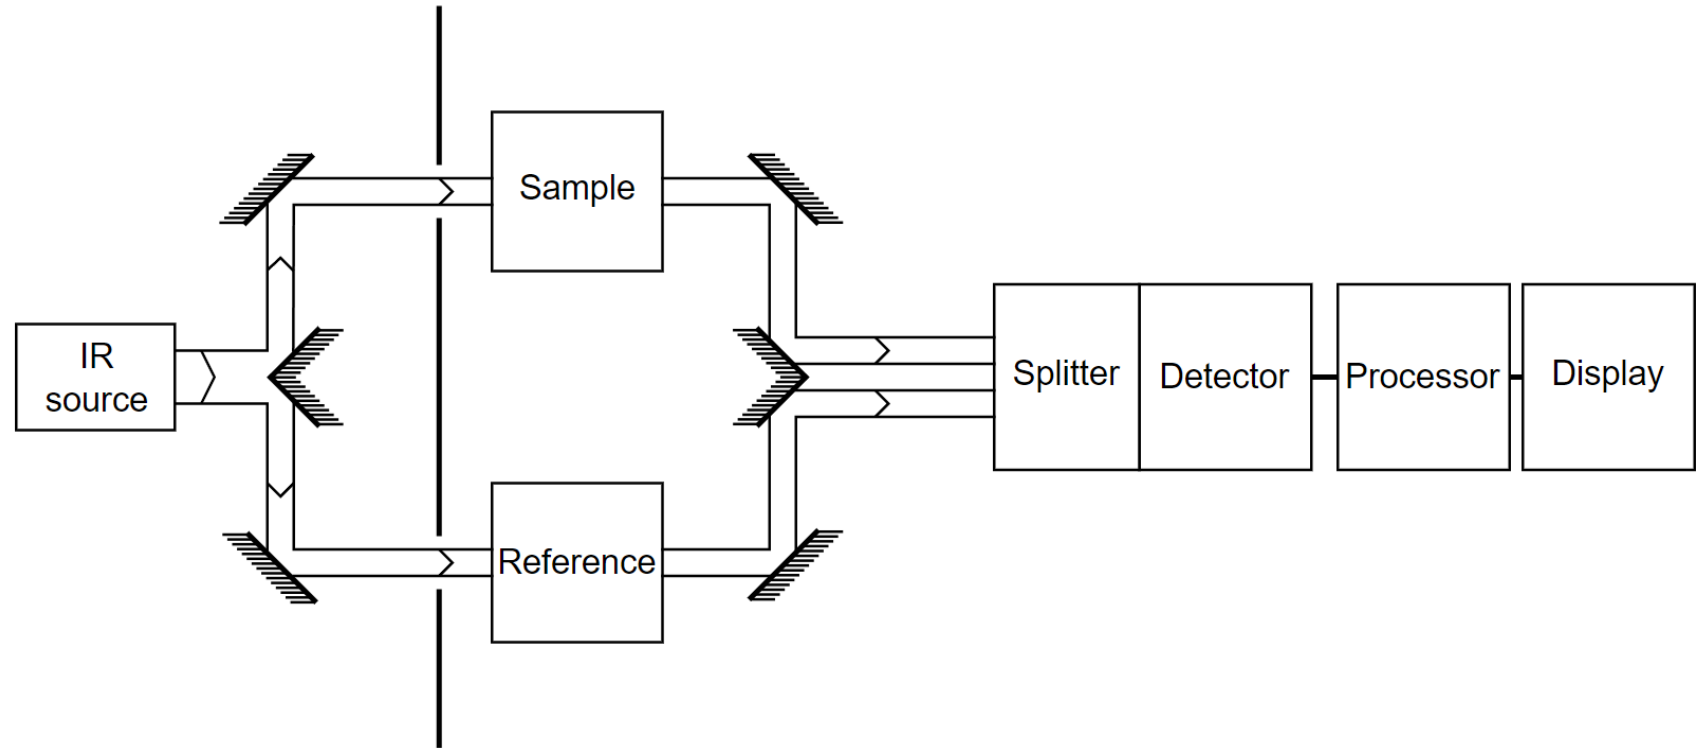 IR
source
Sample
Reference
Splitter
Detector
Processor
Display